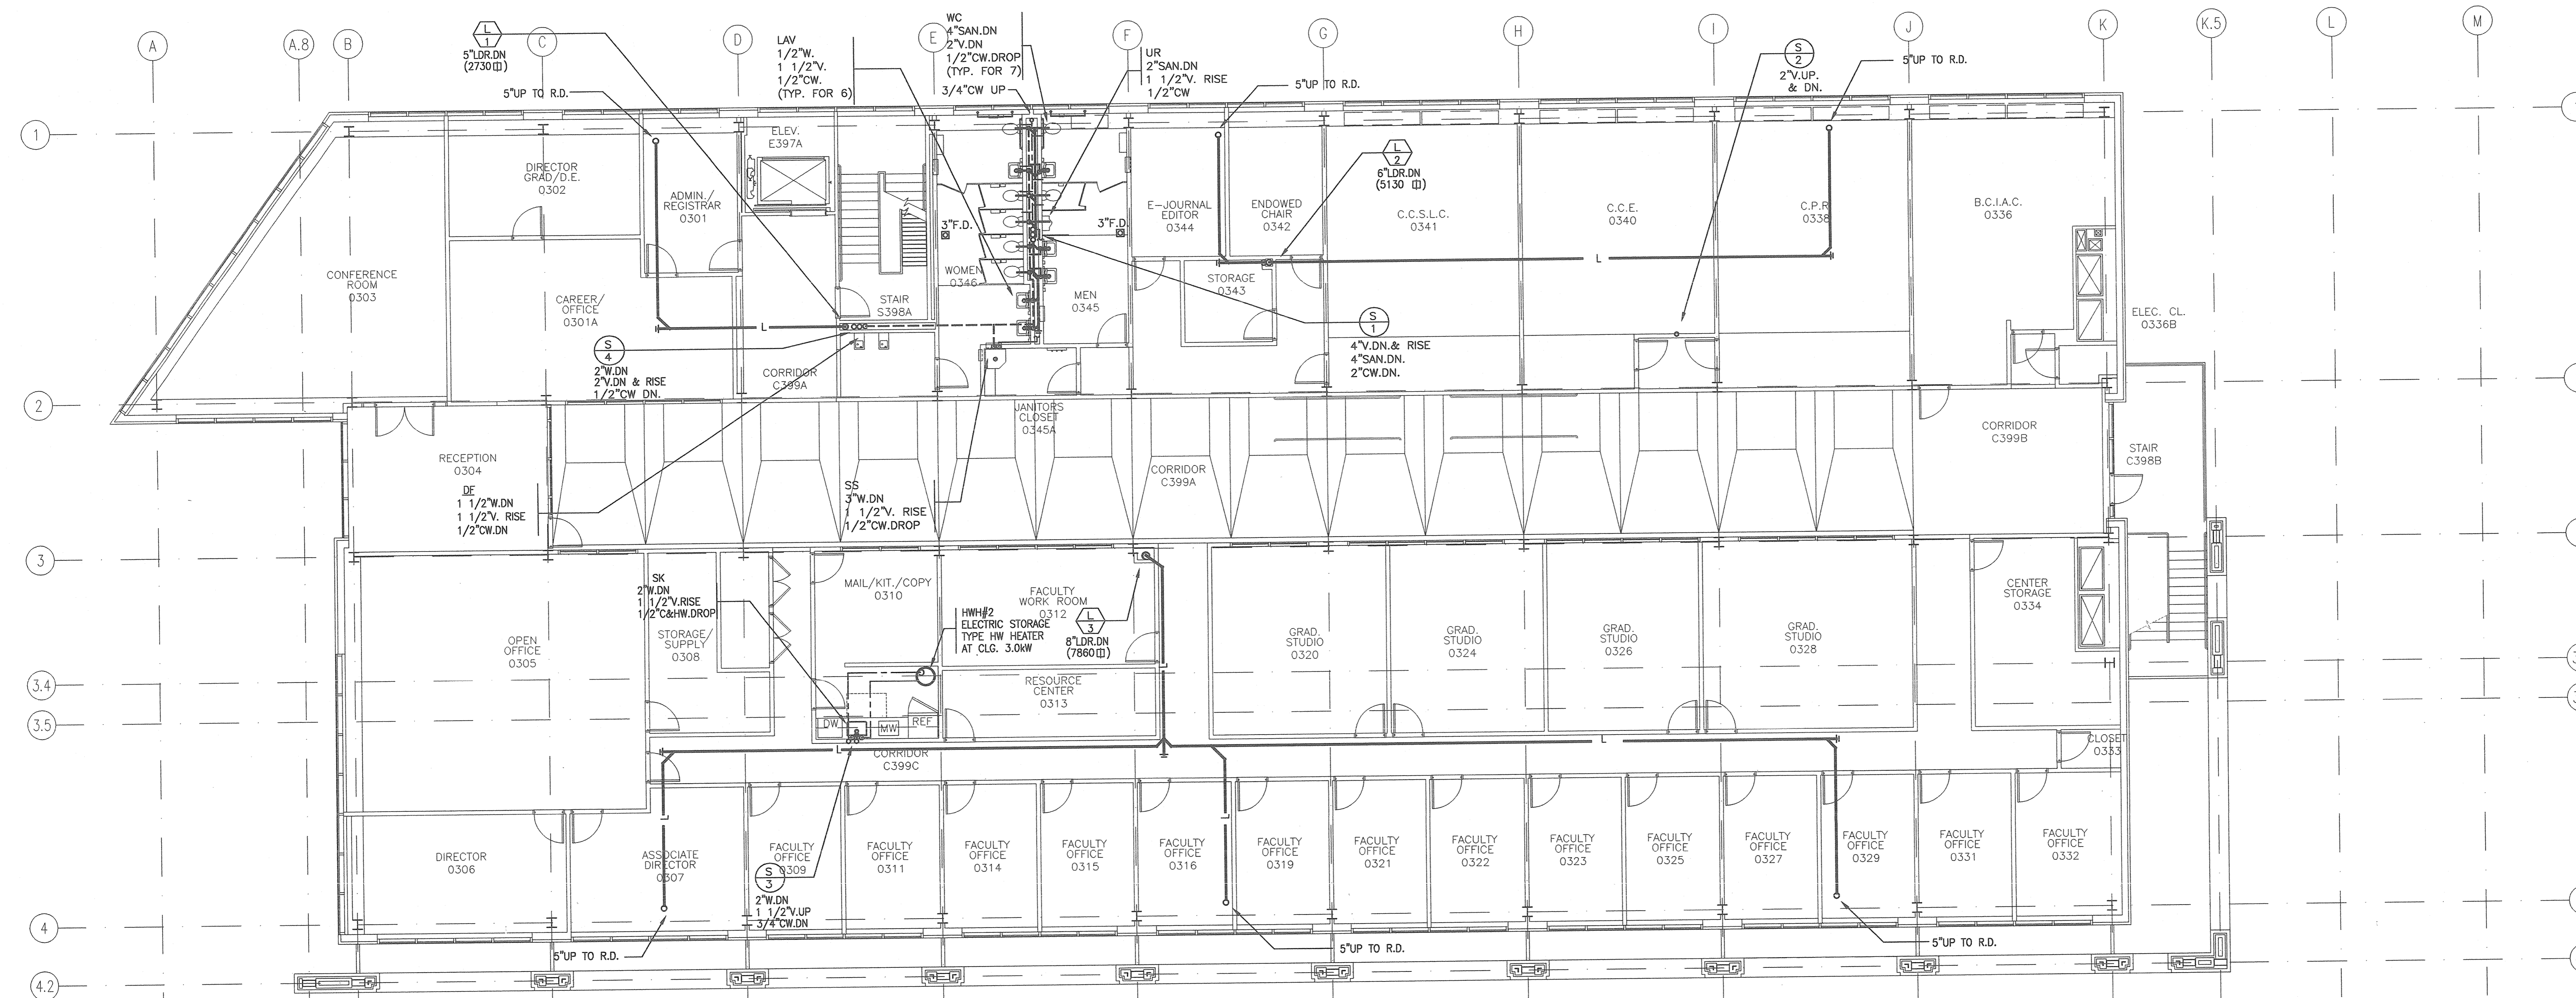 A
A.8
B
C
D
E
F
G
H
I
J
K
K.5
L
M
L
1
5"LDR.DN
(2730)
5"UP TO R.D.
LAV
1/2"W.
1 1/2"V.
1/2"CW.
(TYP. FOR 6)
WC
4"SAN.DN
2"V.DN
1/2"CW.DROP
(TYP. FOR 7)
3/4"CW UP
UR
2"SAN.DN
1 1/2"V. RISE
1/2"CW
5"UP TO R.D.
S
2
2"V.UP.
& DN.
5"UP TO R.D.
1
DIRECTOR
GRAD/D.E.
0302
ADMIN./
REGISTRAR
0301
ELEV.
E397A
L
2
6"LDR.DN
(5130)
3"F.D.
3"F.D.
E-JOURNAL
EDITOR
0344
ENDOWED
CHAIR
0342
C.C.S.L.C.
0341
C.C.E.
0340
C.P.R
0338
B.C.I.A.C.
0336
CONFERENCE
ROOM
0303
CAREER/
OFFICE
0301A
STAIR
S398A
WOMEN
0346
MEN
0345
STORAGE
0343
L
L
ELEC. CL.
0336B
S
4
2"W.DN
2"V.DN & RISE
1/2"CW DN.
CORRIDOR
C399A
S
1
4"V.DN.& RISE
4"SAN.DN.
2"CW.DN.
2
JANITORS
CLOSET
0345A
RECEPTION
0304
CORRIDOR
C399A
CORRIDOR
C399B
STAIR
C398B
DF
1 1/2"W.DN
1 1/2"V. RISE
1/2"CW.DN
SS
3"W.DN
1 1/2"V. RISE
1/2"CW.DROP
3
SK
2"W.DN
1 1/2"V.RISE
1/2"C&HW.DROP
MAIL/KIT./COPY
0310
FACULTY
WORK ROOM
0312
HWH#2
ELECTRIC STORAGE
TYPE HW HEATER
AT CLG. 3.0kW
L
3
8"LDR.DN
(7860)
OPEN
OFFICE
0305
STORAGE/
SUPPLY
0308
GRAD.
STUDIO
0320
GRAD.
STUDIO
0324
GRAD.
STUDIO
0326
GRAD.
STUDIO
0328
CENTER
STORAGE
0334
3.4
RESOURCE
CENTER
0313
L
3.5
DW
MW
REF
L
L
CORRIDOR
C399C
CLOSET
0333
L
L
DIRECTOR
0306
ASSOCIATE
DIRECTOR
0307
FACULTY
OFFICE
0309
FACULTY
OFFICE
0311
FACULTY
OFFICE
0314
FACULTY
OFFICE
0315
FACULTY
OFFICE
0316
FACULTY
OFFICE
0319
FACULTY
OFFICE
0321
FACULTY
OFFICE
0322
FACULTY
OFFICE
0323
FACULTY
OFFICE
0325
FACULTY
OFFICE
0327
FACULTY
OFFICE
0329
FACULTY
OFFICE
0331
FACULTY
OFFICE
0332
S
3
2"W.DN
1 1/2"V.UP
3/4"CW.DN
4
5"UP TO R.D.
5"UP TO R.D.
5"UP TO R.D.
4.2